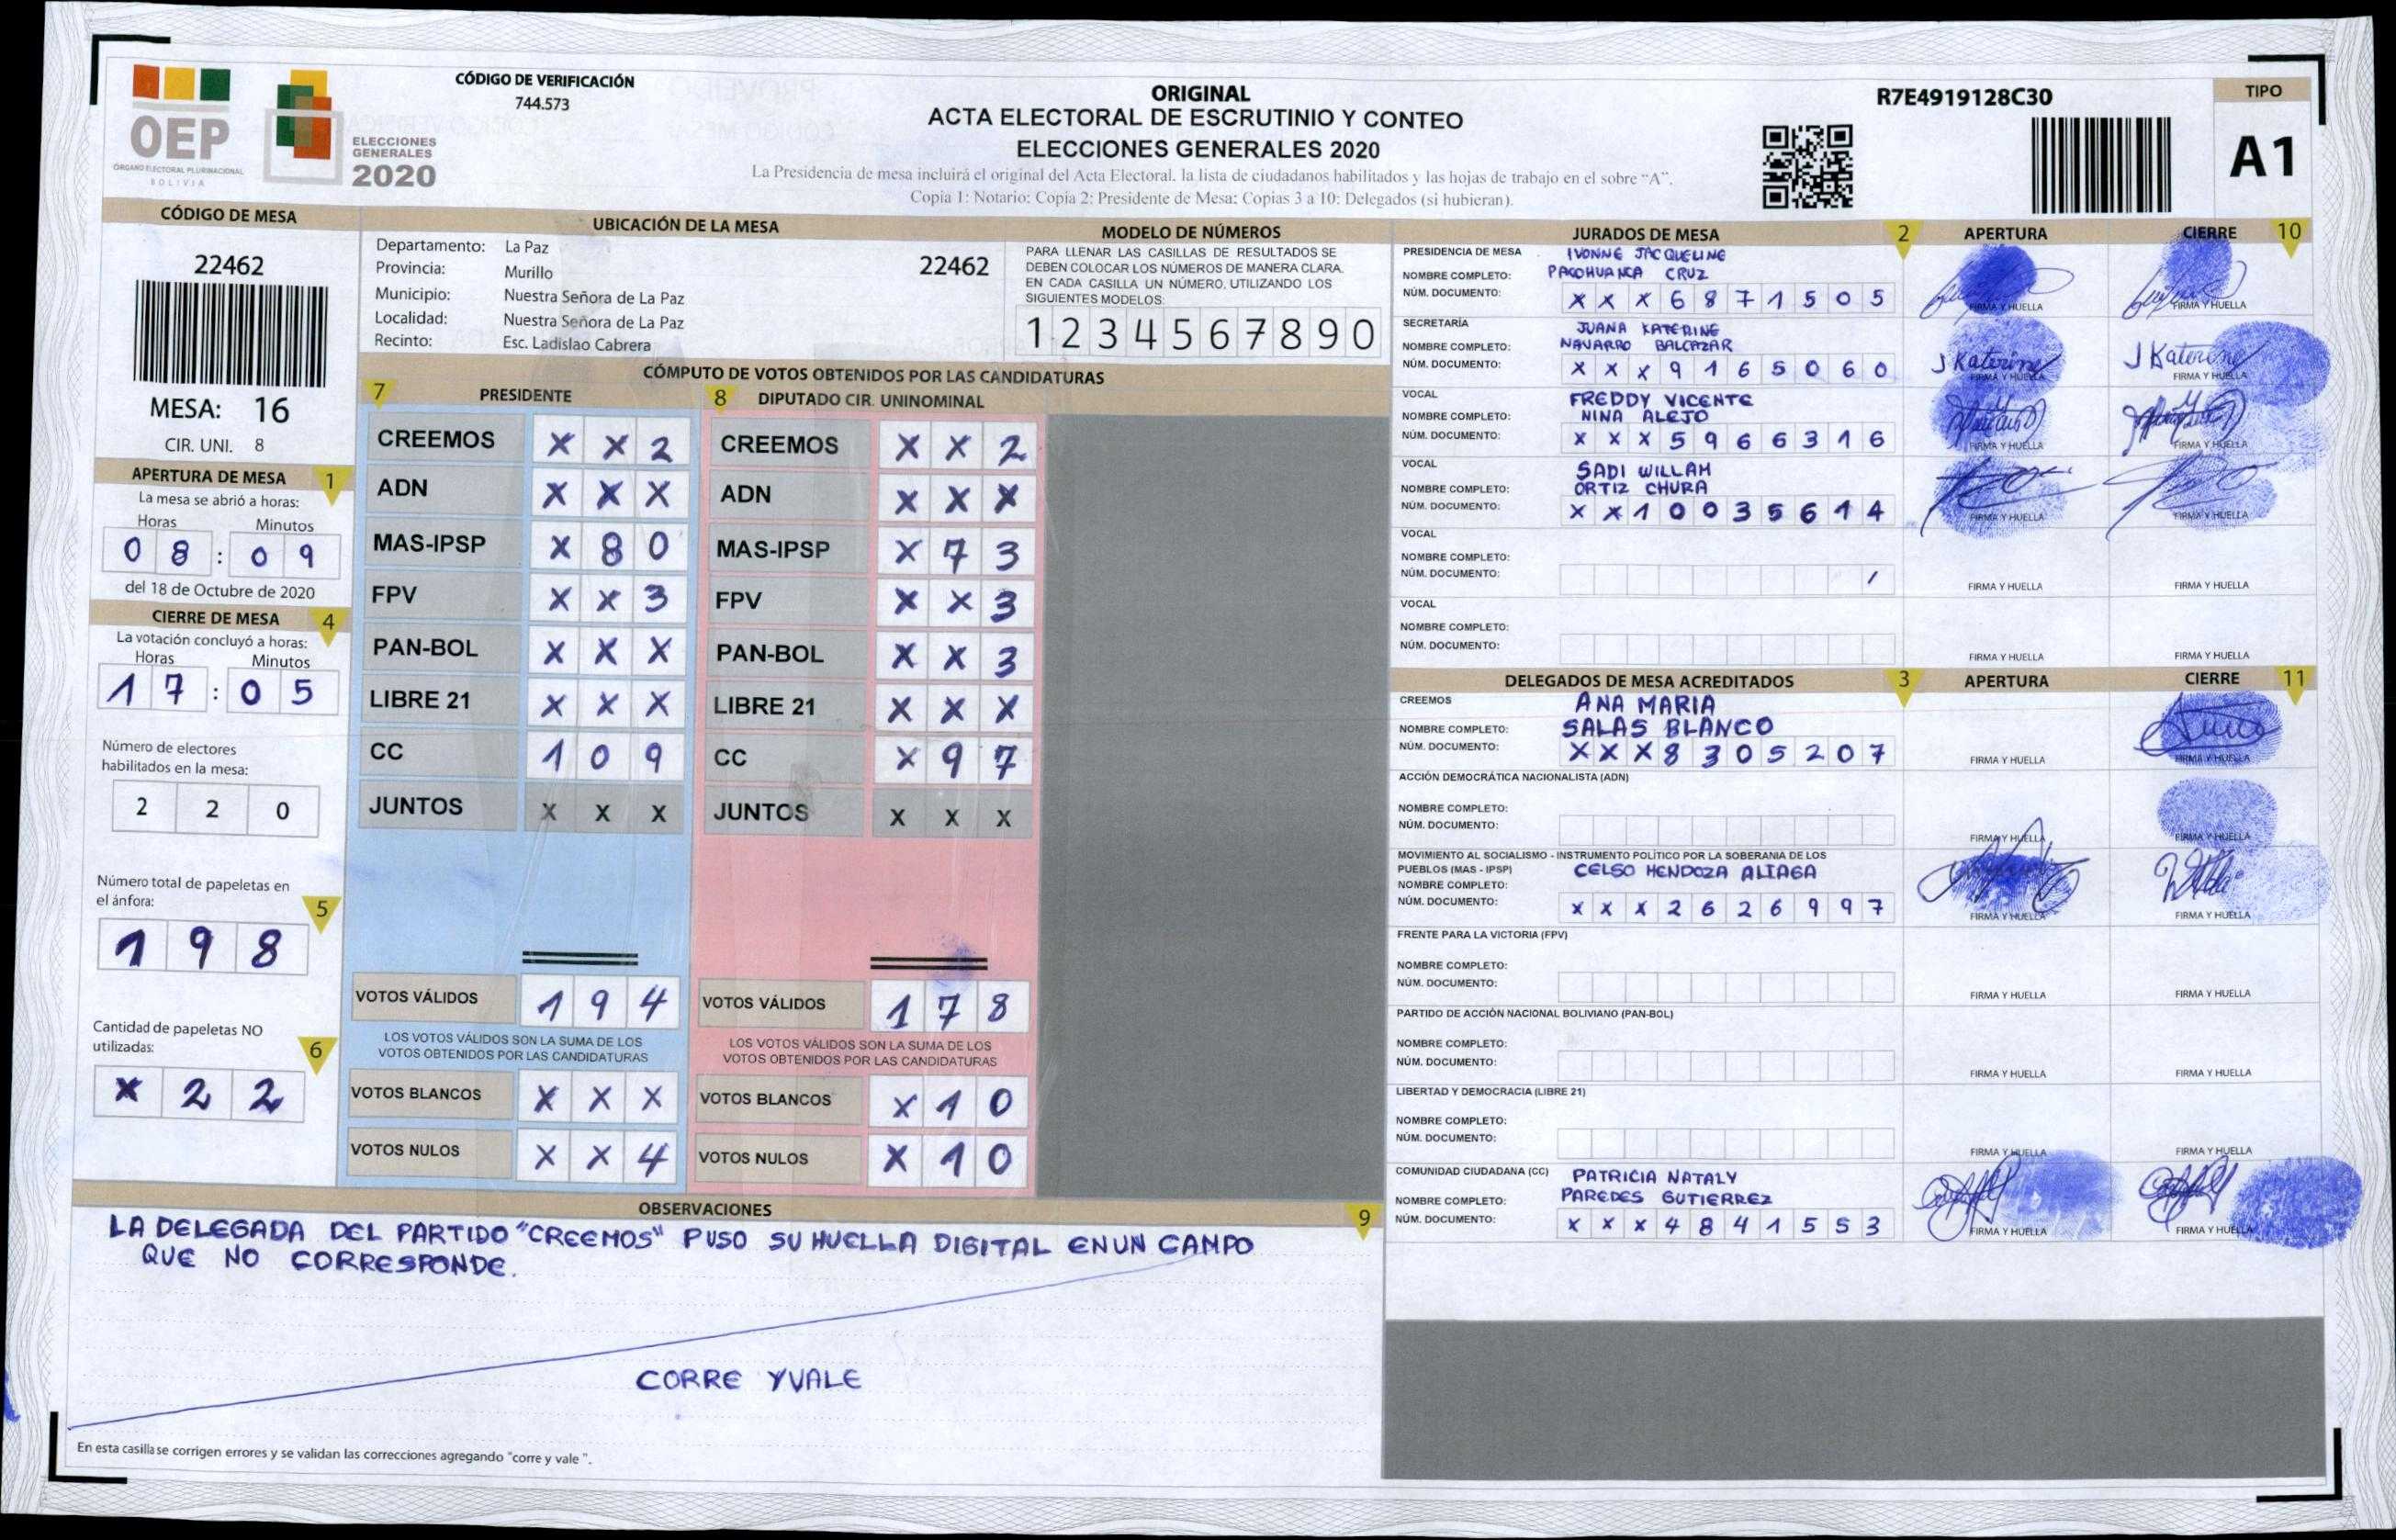 OEP
ÓRGANO ELECTORAL PLURINACIONAL
BOLIVIA
ELECCIONES
GENERALES
2020
CÓDIGO DE VERIFICACIÓN
744.573
ORIGINAL
ACTA ELECTORAL DE ESCRUTINIO Y CONTEO
ELECCIONES GENERALES 2020
La Presidencia de mesa incluirá el original del Acta Electoral, la lista de ciudadanos habilitados y las hojas de trabajo en el sobre "A".
Copia 1: Notario; Copia 2: Presidente de Mesa; Copias 3 a 10: Delegados (si hubieran).
R7E4919128C30
TIPO
A1
CÓDIGO DE MESA
22462
MESA: 16
CIR. UNI. 8
APERTURA DE MESA 1
La mesa se abrió a horas:
Horas Minutos
0 8 : 0 9
del 18 de Octubre de 2020
CIERRE DE MESA 4
La votación concluyó a horas:
Horas Minutos
1 7 : 0 5
Número de electores
habilitados en la mesa:
2 2 0
Número total de papeletas en
el ánfora: 5
1 9 8
Cantidad de papeletas NO
utilizadas: 6
X 2 2
UBICACIÓN DE LA MESA
Departamento: La Paz
Provincia: Murillo
Municipio: Nuestra Señora de La Paz
Localidad: Nuestra Señora de La Paz
Recinto: Esc. Ladislao Cabrera
22462
MODELO DE NÚMEROS
PARA LLENAR LAS CASILLAS DE RESULTADOS SE
DEBEN COLOCAR LOS NÚMEROS DE MANERA CLARA.
EN CADA CASILLA UN NÚMERO, UTILIZANDO LOS
SIGUIENTES MODELOS:
1 2 3 4 5 6 7 8 9 0
CÓMPUTO DE VOTOS OBTENIDOS POR LAS CANDIDATURAS
7 PRESIDENTE
CREEMOS X X 2
ADN X X X
MAS-IPSP X 8 0
FPV X X 3
PAN-BOL X X X
LIBRE 21 X X X
CC 1 0 9
JUNTOS X X X
VOTOS VÁLIDOS 1 9 4
LOS VOTOS VÁLIDOS SON LA SUMA DE LOS
VOTOS OBTENIDOS POR LAS CANDIDATURAS
VOTOS BLANCOS X X X
VOTOS NULOS X X 4
8 DIPUTADO CIR. UNINOMINAL
CREEMOS X X 2
ADN X X X
MAS-IPSP X 7 3
FPV X X 3
PAN-BOL X X 3
LIBRE 21 X X X
CC X 9 7
JUNTOS X X X
VOTOS VÁLIDOS 1 7 8
LOS VOTOS VÁLIDOS SON LA SUMA DE LOS
VOTOS OBTENIDOS POR LAS CANDIDATURAS
VOTOS BLANCOS X 1 0
VOTOS NULOS X 1 0
OBSERVACIONES 9
LA DELEGADA DEL PARTIDO "CREEMOS" PUSO SU HUELLA DIGITAL EN UN CAMPO
QUE NO CORRESPONDE.
CORRE YVALE
En esta casilla se corrigen errores y se validan las correcciones agregando "corre y vale ".
JURADOS DE MESA 2 APERTURA CIERRE 10
PRESIDENCIA DE MESA IVONNE JACQUELINE
NOMBRE COMPLETO: PACOHUANCA CRUZ
NÚM. DOCUMENTO: X X X 6 8 7 1 5 0 5 FIRMA Y HUELLA FIRMA Y HUELLA
SECRETARÍA JUANA KATERINE
NOMBRE COMPLETO: NAVARRO BALCAZAR
NÚM. DOCUMENTO: X X X 9 1 6 5 0 6 0 J Katerine FIRMA Y HUELLA J Katerine FIRMA Y HUELLA
VOCAL FREDDY VICENTE
NOMBRE COMPLETO: NINA ALEJO
NÚM. DOCUMENTO: X X X 5 9 6 6 3 1 6 FIRMA Y HUELLA FIRMA Y HUELLA
VOCAL SADI WILLAM
NOMBRE COMPLETO: ORTIZ CHURA
NÚM. DOCUMENTO: X X 1 0 0 3 5 6 1 4 FIRMA Y HUELLA FIRMA Y HUELLA
VOCAL
NOMBRE COMPLETO:
NÚM. DOCUMENTO: FIRMA Y HUELLA FIRMA Y HUELLA
VOCAL
NOMBRE COMPLETO:
NÚM. DOCUMENTO: FIRMA Y HUELLA FIRMA Y HUELLA
DELEGADOS DE MESA ACREDITADOS 3 APERTURA CIERRE 11
CREEMOS ANA MARIA
NOMBRE COMPLETO: SALAS BLANCO
NÚM. DOCUMENTO: X X X 8 3 0 5 2 0 7 FIRMA Y HUELLA FIRMA Y HUELLA
ACCIÓN DEMOCRÁTICA NACIONALISTA (ADN)
NOMBRE COMPLETO:
NÚM. DOCUMENTO: FIRMA Y HUELLA FIRMA Y HUELLA
MOVIMIENTO AL SOCIALISMO - INSTRUMENTO POLÍTICO POR LA SOBERANIA DE LOS
PUEBLOS (MAS - IPSP) CELSO MENDOZA ALIAGA
NOMBRE COMPLETO:
NÚM. DOCUMENTO: X X X 2 6 2 6 9 9 7 FIRMA Y HUELLA FIRMA Y HUELLA
FRENTE PARA LA VICTORIA (FPV)
NOMBRE COMPLETO:
NÚM. DOCUMENTO: FIRMA Y HUELLA FIRMA Y HUELLA
PARTIDO DE ACCIÓN NACIONAL BOLIVIANO (PAN-BOL)
NOMBRE COMPLETO:
NÚM. DOCUMENTO: FIRMA Y HUELLA FIRMA Y HUELLA
LIBERTAD Y DEMOCRACIA (LIBRE 21)
NOMBRE COMPLETO:
NÚM. DOCUMENTO: FIRMA Y HUELLA FIRMA Y HUELLA
COMUNIDAD CIUDADANA (CC) PATRICIA NATALY
NOMBRE COMPLETO: PAREDES GUTIERREZ
NÚM. DOCUMENTO: X X X 4 8 4 1 5 5 3 FIRMA Y HUELLA FIRMA Y HUELLA